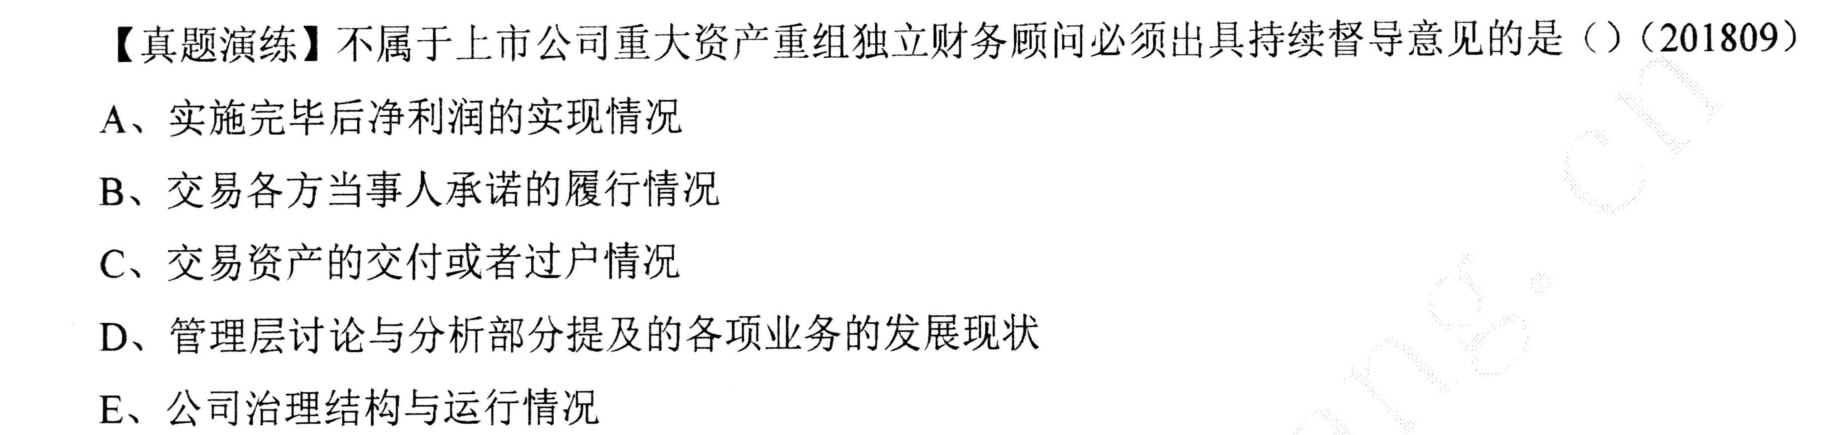 【真题演练】不属于上市公司重大资产重组独立财务顾问必须出具持续督导意见的是（）（201809）
A、实施完毕后净利润的实现情况
B、交易各方当事人承诺的履行情况
C、交易资产的交付或者过户情况
D、管理层讨论与分析部分提及的各项业务的发展现状
E、公司治理结构与运行情况
ng.cn